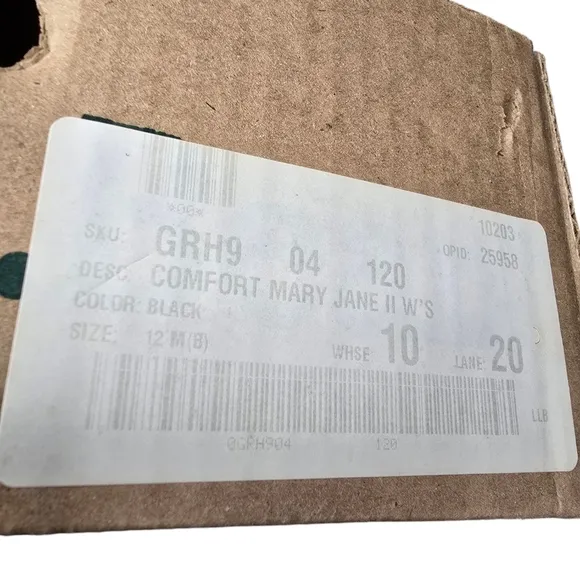 *00*
10203
SKU: GRH9 04 120
OPID: 25958
DESC: COMFORT MARY JANE II W'S
COLOR: BLACK
SIZE: 12 M(B)
WHSE 10 LANE 20
LLB
0GRH904 120